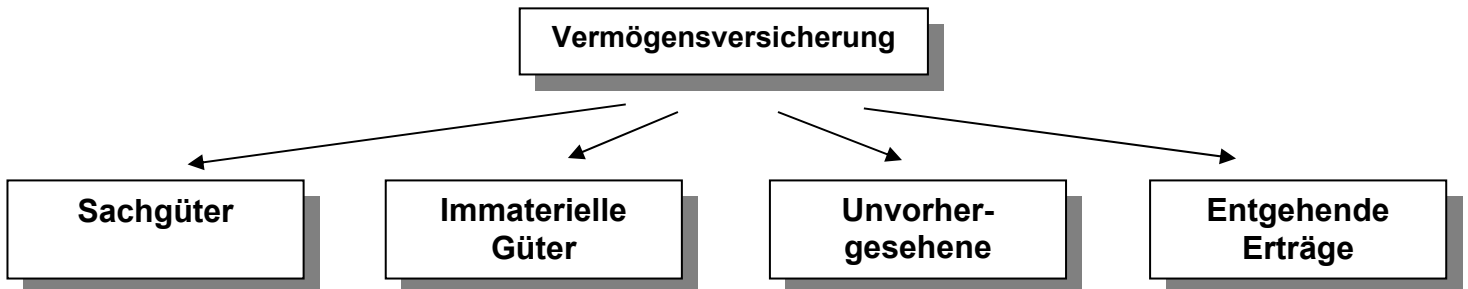 Vermögensversicherung
Sachgüter
Immaterielle
Güter
Unvorher-
gesehene
Entgehende
Erträge